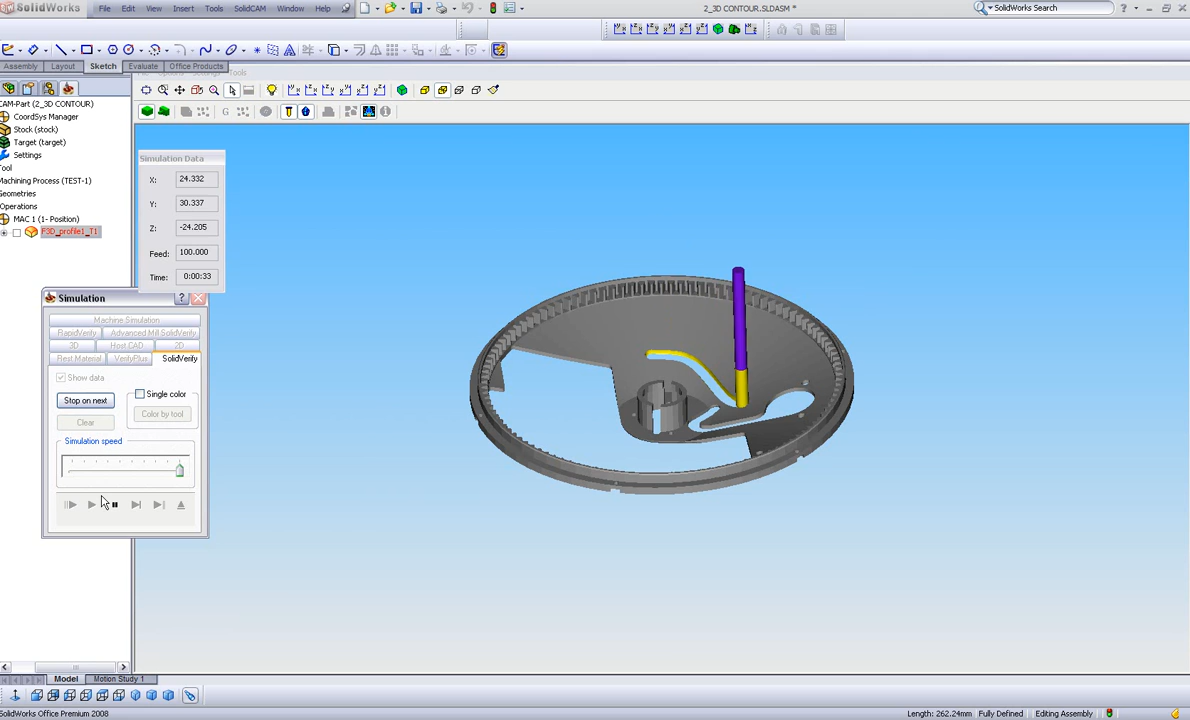 SolidWorks File Edit View Insert Tools SolidCAM Window Help 2_3D CONTOUR.SLDASM * SolidWorks Search
Assembly Layout Sketch Evaluate Office Products
Tools
CAM-Part (2_3D CONTOUR)
CoordSys Manager
Stock (stock)
Target (target)
Settings
Tool
Machining Process (TEST-1)
Geometries
Operations
MAC 1 (1- Position)
F3D_profile1_T1
Simulation Data
X: 24.332
Y: 30.337
Z: -24.205
Feed: 100.000
Time: 0:00:33
Simulation
Machine Simulation
RapidVerify Advanced Mill SolidVerify
3D Host CAD 2D
Rest Material VerifyPlus SolidVerify
Show data
Stop on next
Single color
Clear
Color by tool
Simulation speed
Model Motion Study 1
SolidWorks Office Premium 2008 Length: 262.24mm Fully Defined Editing Assembly